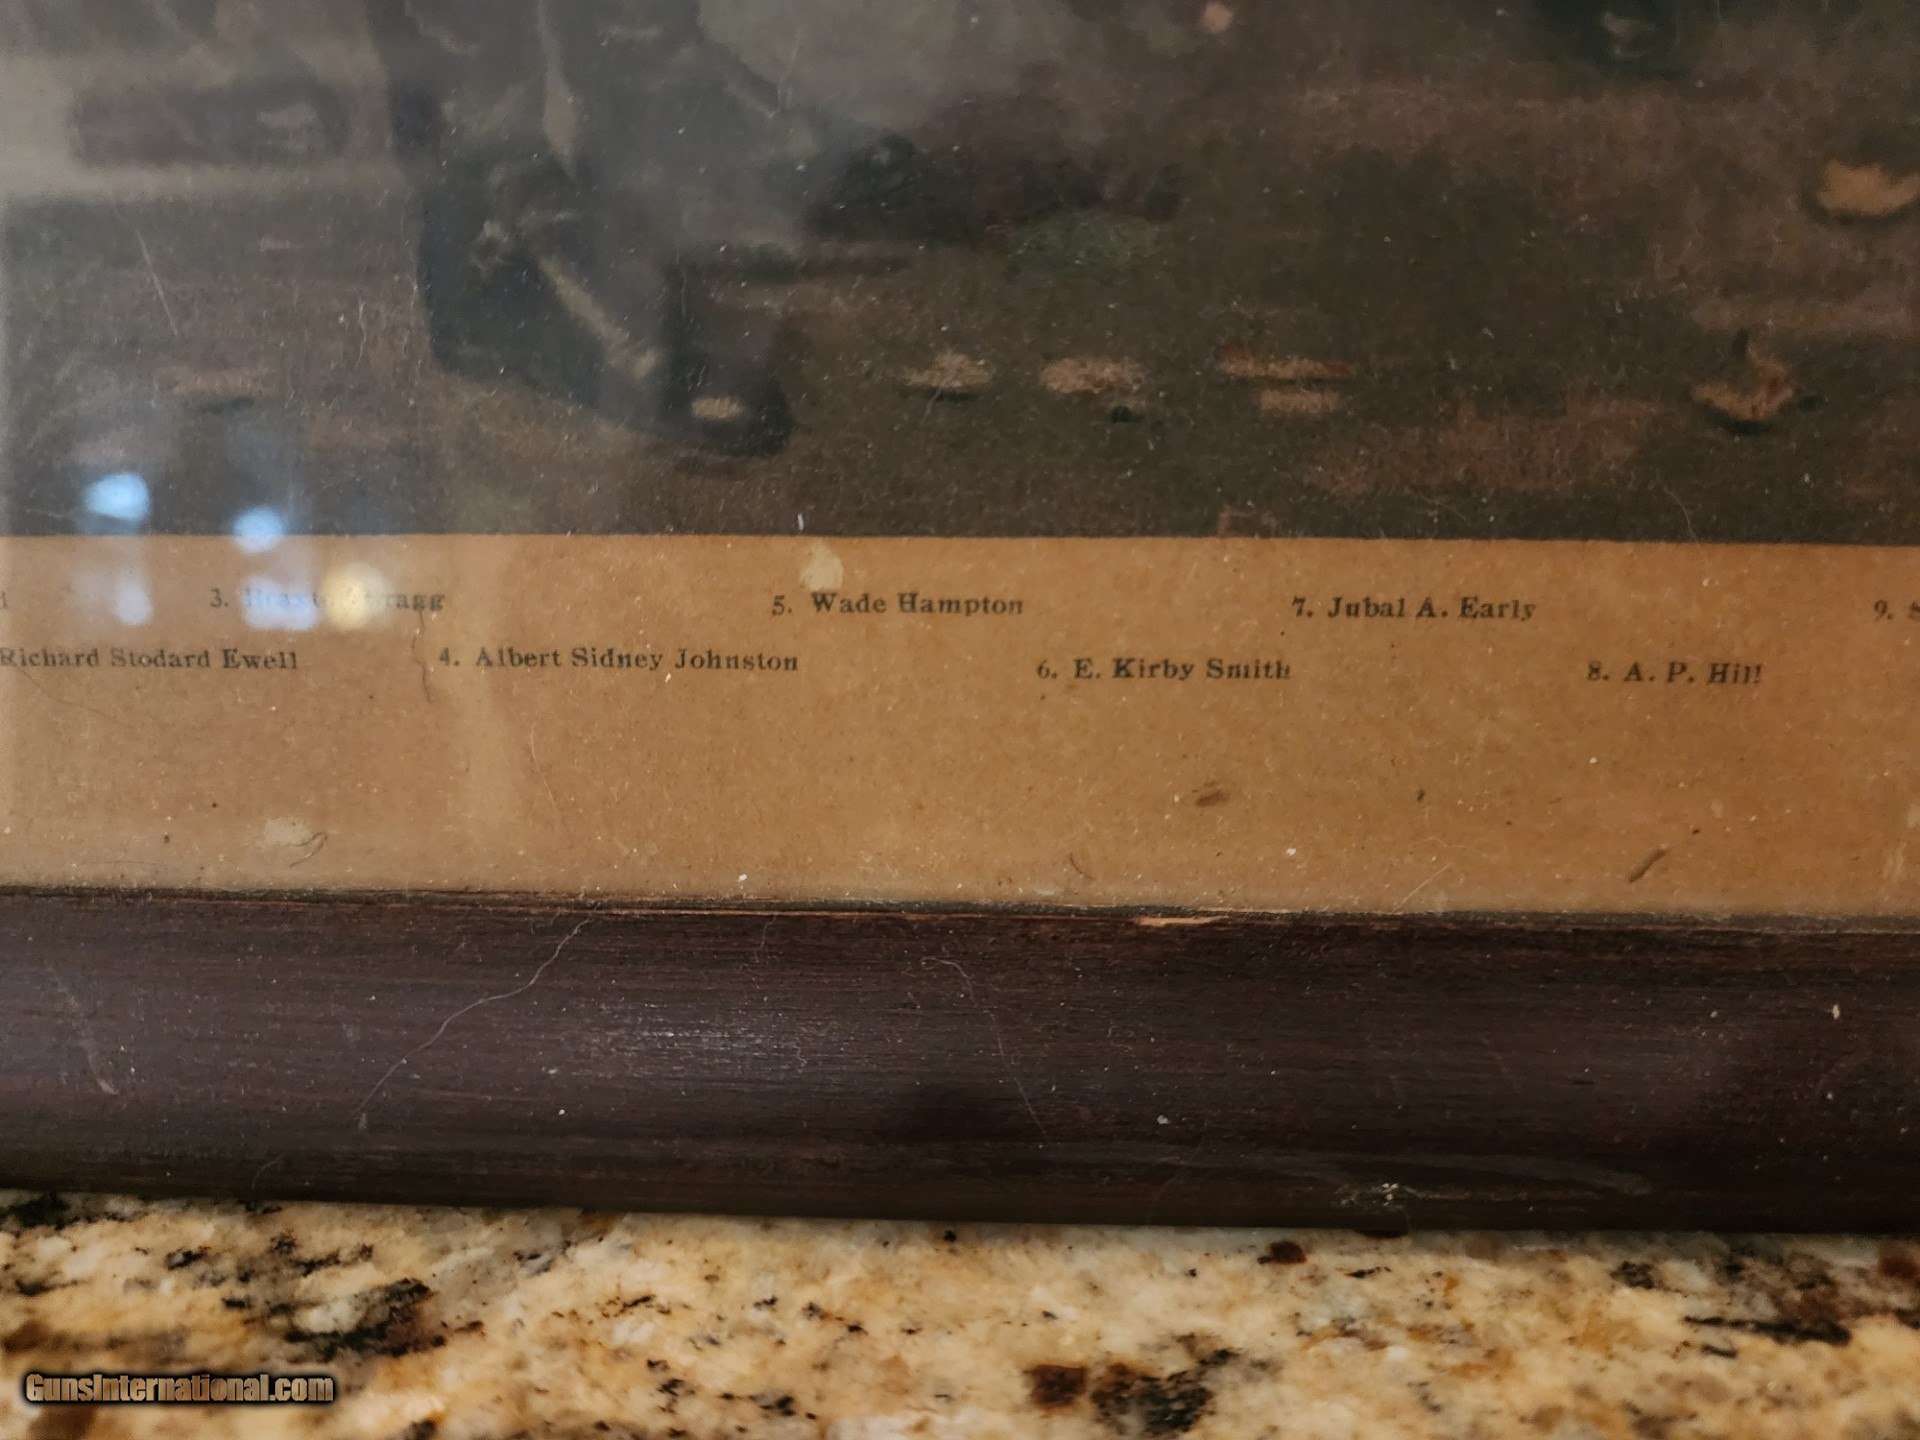 3. Braxton Bragg 5. Wade Hampton 7. Jubal A. Early 9.
Richard Stodard Ewell 4. Albert Sidney Johnston 6. E. Kirby Smith 8. A. P. Hill
GunsInternational.com